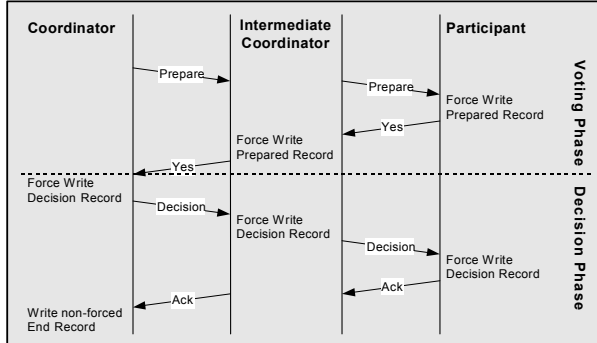 Coordinator
Intermediate
Coordinator
Participant
Prepare
Prepare
Force Write
Prepared Record
Yes
Force Write
Prepared Record
Yes
Voting Phase
Force Write
Decision Record
Decision
Force Write
Decision Record
Decision
Force Write
Decision Record
Ack
Ack
Write non-forced
End Record
Decision Phase